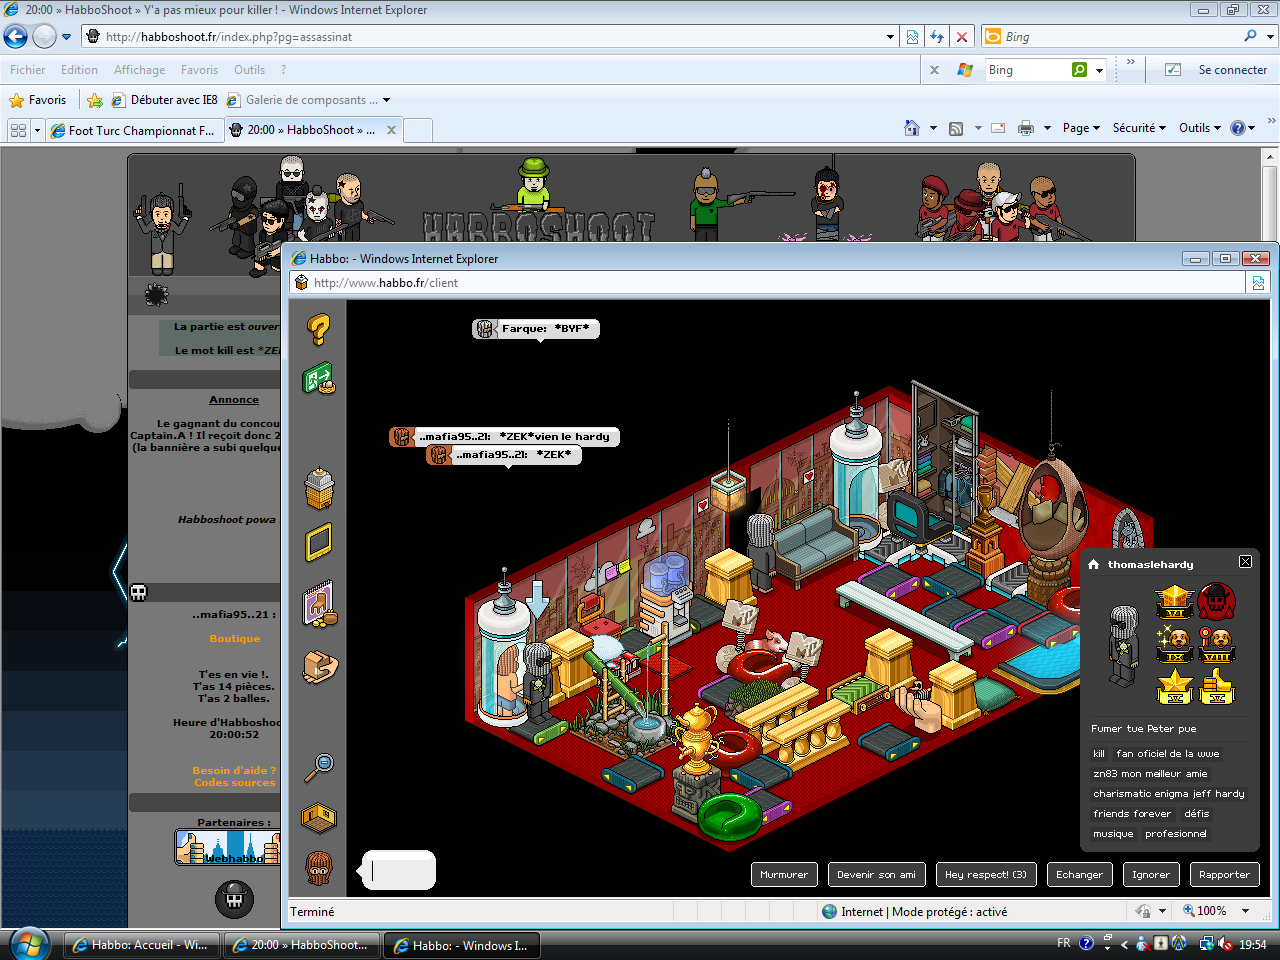 20:00 » HabboShoot » Y'a pas mieux pour killer ! - Windows Internet Explorer
http://habboshoot.fr/index.php?pg=assassinat
Bing
Fichier Edition Affichage Favoris Outils ?
Bing
Se connecter
Favoris
Débuter avec IE8
Galerie de composants ...
Foot Turc Championnat F...
20:00 » HabboShoot » ...
Page
Sécurité
Outils
HABBOSHOOT
Habbo: - Windows Internet Explorer
http://www.habbo.fr/client
La partie est ouver
Le mot kill est *ZE
Annonce
Le gagnant du concou
Captain.A ! Il reçoit donc 2
(la bannière a subi quelque
Habboshoot powa
..mafia95..21 :
Boutique
T'es en vie !.
T'as 14 pièces.
T'as 2 balles.
Heure d'Habboshoo
20:00:52
Besoin d'aide ?
Codes sources
Partenaires :
Webhabbo
Farque: *BYF*
..mafia95..21: *ZEK*vien le hardy
..mafia95..21: *ZEK*
MTV
MTV
MTV
thomaslehardy
Fumer tue Peter pue
kill
fan oficiel de la wwe
zn83 mon meilleur amie
charismatic enigma jeff hardy
friends forever
défis
musique
profesionnel
Murmurer
Devenir son ami
Hey respect! (3)
Echanger
Ignorer
Rapporter
Terminé
Internet | Mode protégé : activé
100%
Habbo: Accueil - Wi...
20:00 » HabboShoot...
Habbo: - Windows I...
FR
19:54